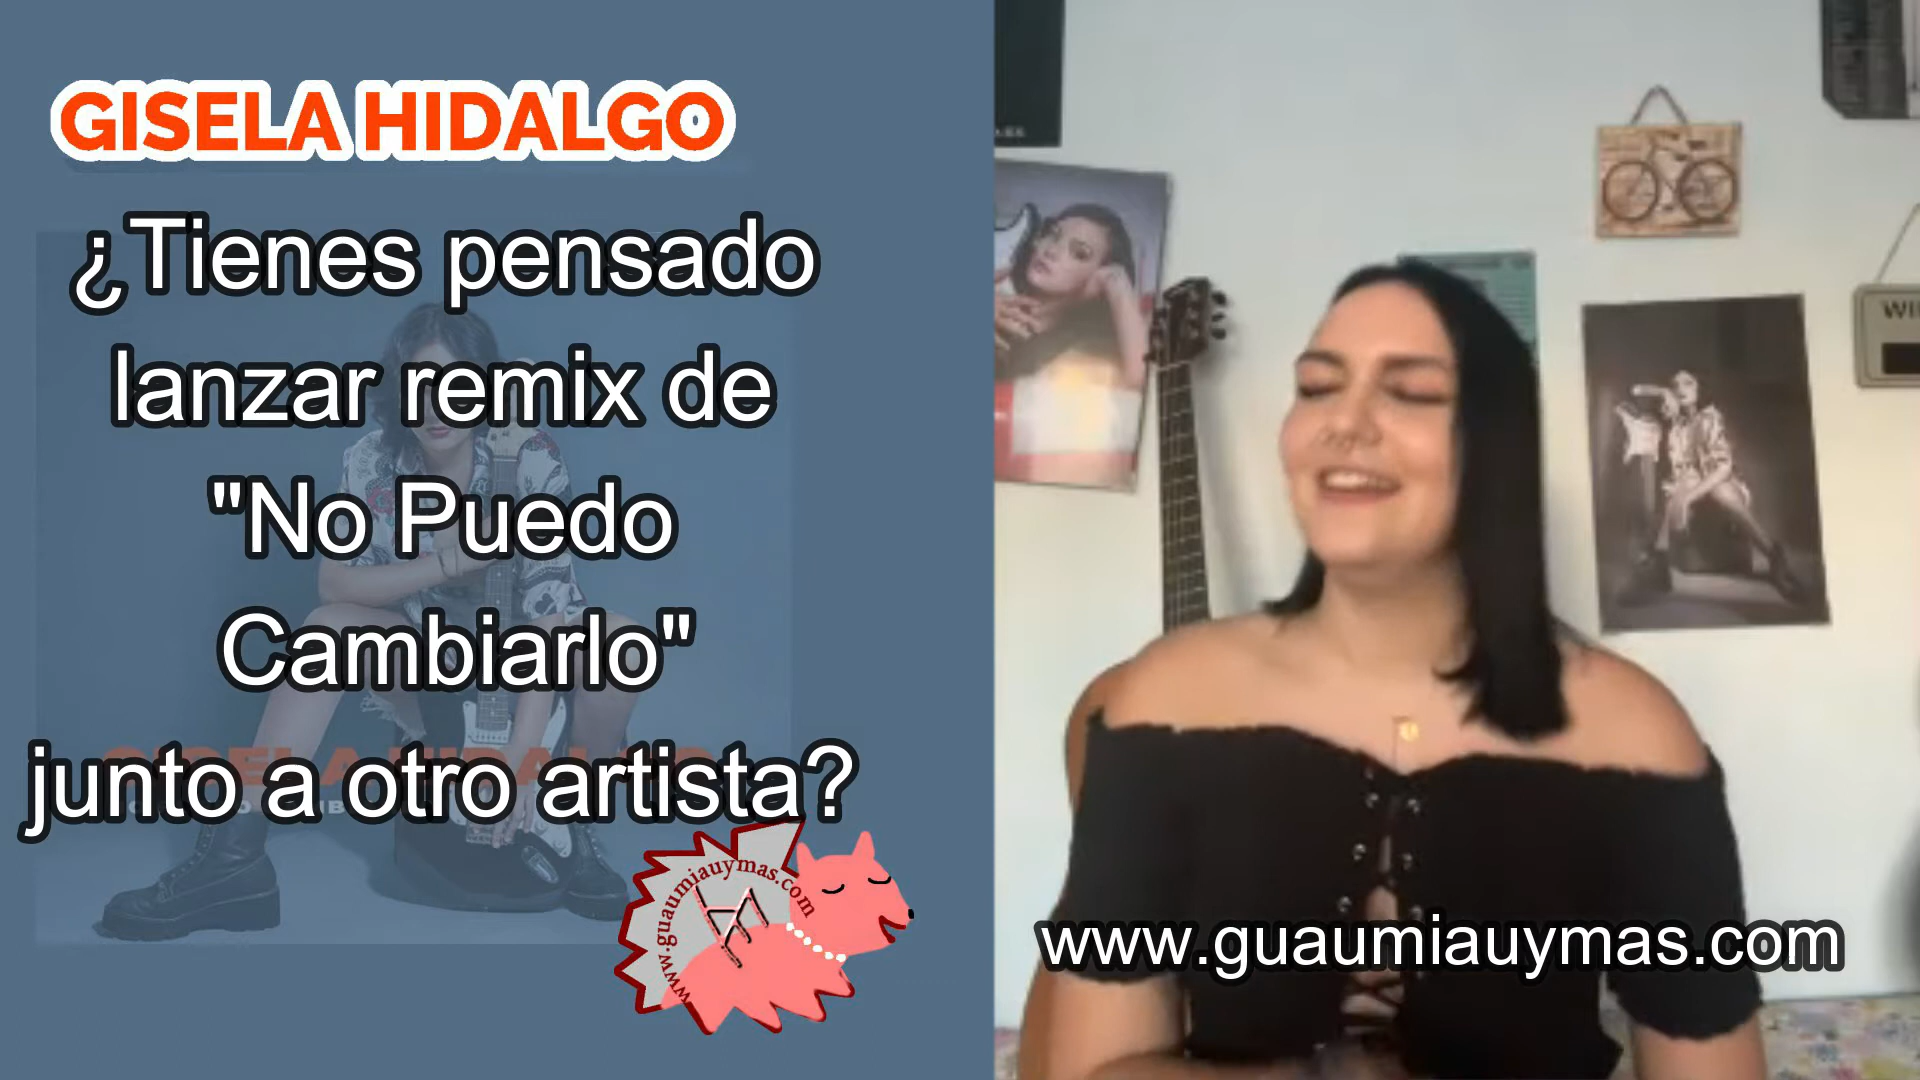 GISELA HIDALGO
¿Tienes pensado
lanzar remix de
"No Puedo
Cambiarlo"
junto a otro artista?
www.guaumiauymas.com
www.guaumiauymas.com
WI